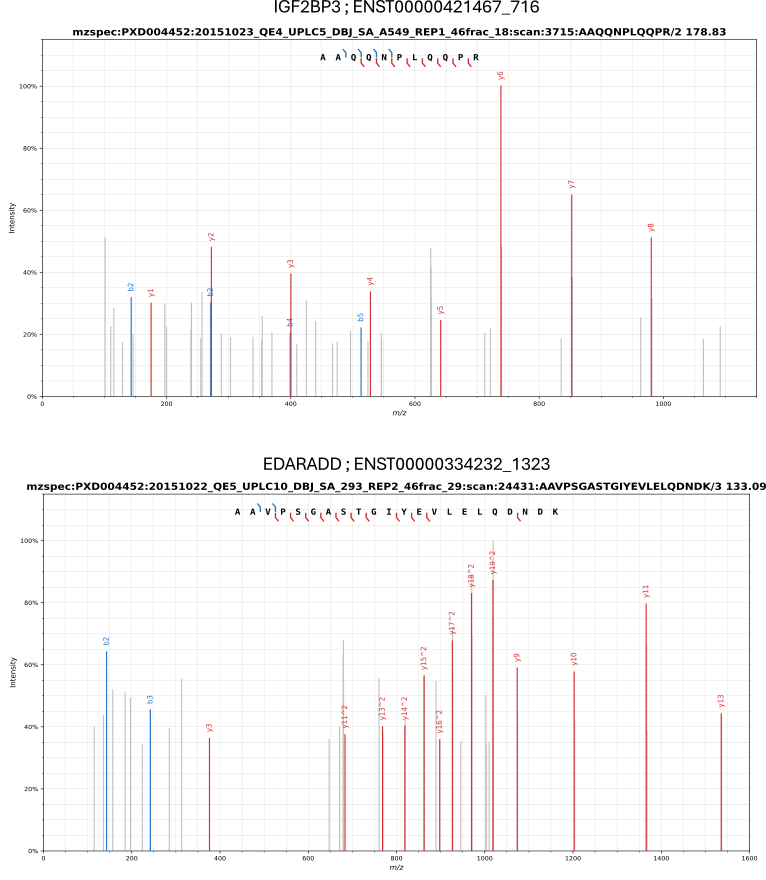 IGF2BP3 ; ENST00000421467_716
mzspec:PXD004452:20151023_QE4_UPLC5_DBJ_SA_A549_REP1_46frac_18:scan:3715:AAQQNPLQQPR/2 178.83
A A Q Q N P L Q Q P R
y6
100%
80%
y7
60%
y8
y2
Intensity
40%
y3
b2
y1
b3
y4
b4
b5
y5
20%
0%
0 200 400 600 800 1000
m/z
EDARADD ; ENST00000334232_1323
mzspec:PXD004452:20151022_QE5_UPLC10_DBJ_SA_293_REP2_46frac_29:scan:24431:AAVPSGASTGIYEVLELQDNDK/3 133.09
A A V P S G A S T G I Y E V L E L Q D N D K
100%
y19^2
y18^2
80%
y11
y17^2
b2
60%
y15^2
y9
y10
Intensity
b3
y13
40%
y3
y11^2
y13^2
y14^2
y16^2
20%
0%
0 200 400 600 800 1000 1200 1400 1600
m/z